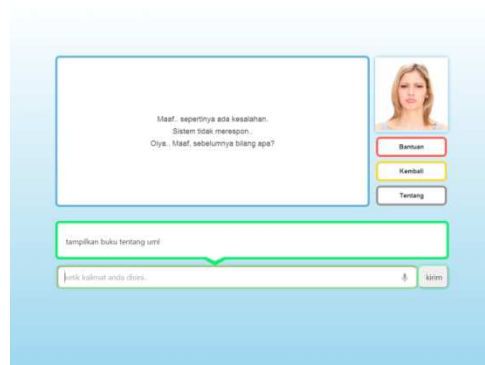 Maaf.. sepertinya ada kesalahan.
Sistem tidak merespon..
Oiya.. Maaf, sebelumnya bilang apa?
Bantuan
Kembali
Tentang
tampilkan buku tentang uml
ketik kalimat anda disini..
kirim